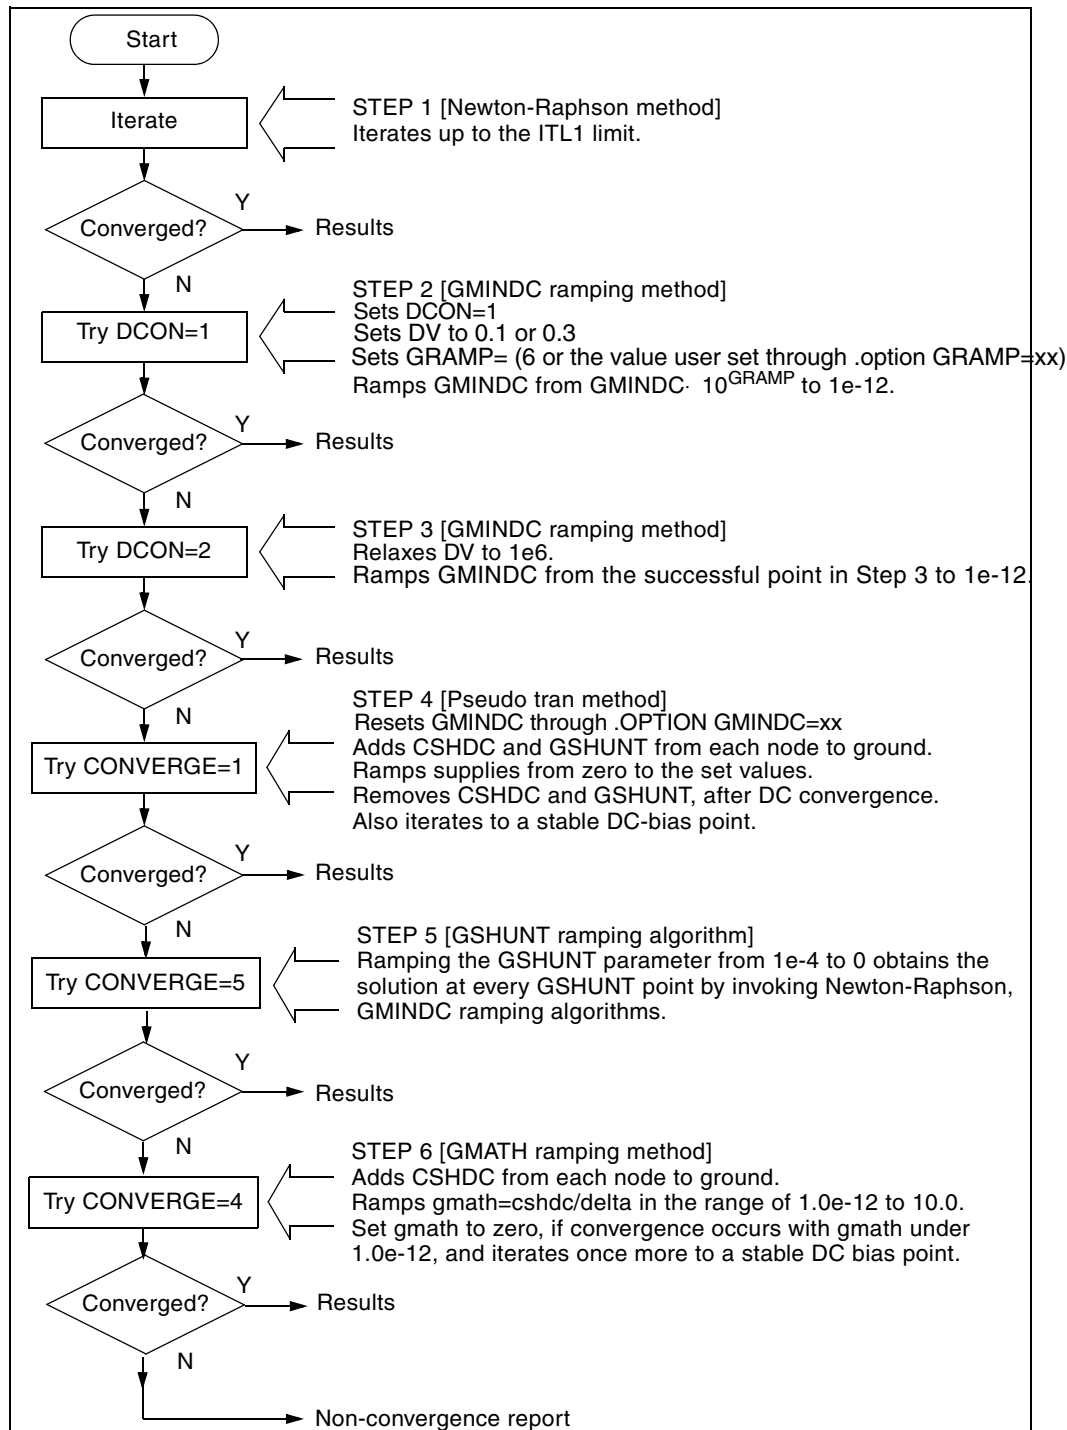 Start
Iterate
STEP 1 [Newton-Raphson method]
Iterates up to the ITL1 limit.
Converged?
Y
Results
N
Try DCON=1
STEP 2 [GMINDC ramping method]
Sets DCON=1
Sets DV to 0.1 or 0.3
Sets GRAMP= (6 or the value user set through .option GRAMP=xx)
Ramps GMINDC from GMINDC· 10^GRAMP to 1e-12.
Converged?
Y
Results
N
Try DCON=2
STEP 3 [GMINDC ramping method]
Relaxes DV to 1e6.
Ramps GMINDC from the successful point in Step 3 to 1e-12.
Converged?
Y
Results
N
Try CONVERGE=1
STEP 4 [Pseudo tran method]
Resets GMINDC through .OPTION GMINDC=xx
Adds CSHDC and GSHUNT from each node to ground.
Ramps supplies from zero to the set values.
Removes CSHDC and GSHUNT, after DC convergence.
Also iterates to a stable DC-bias point.
Converged?
Y
Results
N
Try CONVERGE=5
STEP 5 [GSHUNT ramping algorithm]
Ramping the GSHUNT parameter from 1e-4 to 0 obtains the
solution at every GSHUNT point by invoking Newton-Raphson,
GMINDC ramping algorithms.
Converged?
Y
Results
N
Try CONVERGE=4
STEP 6 [GMATH ramping method]
Adds CSHDC from each node to ground.
Ramps gmath=cshdc/delta in the range of 1.0e-12 to 10.0.
Set gmath to zero, if convergence occurs with gmath under
1.0e-12, and iterates once more to a stable DC bias point.
Converged?
Y
Results
N
Non-convergence report